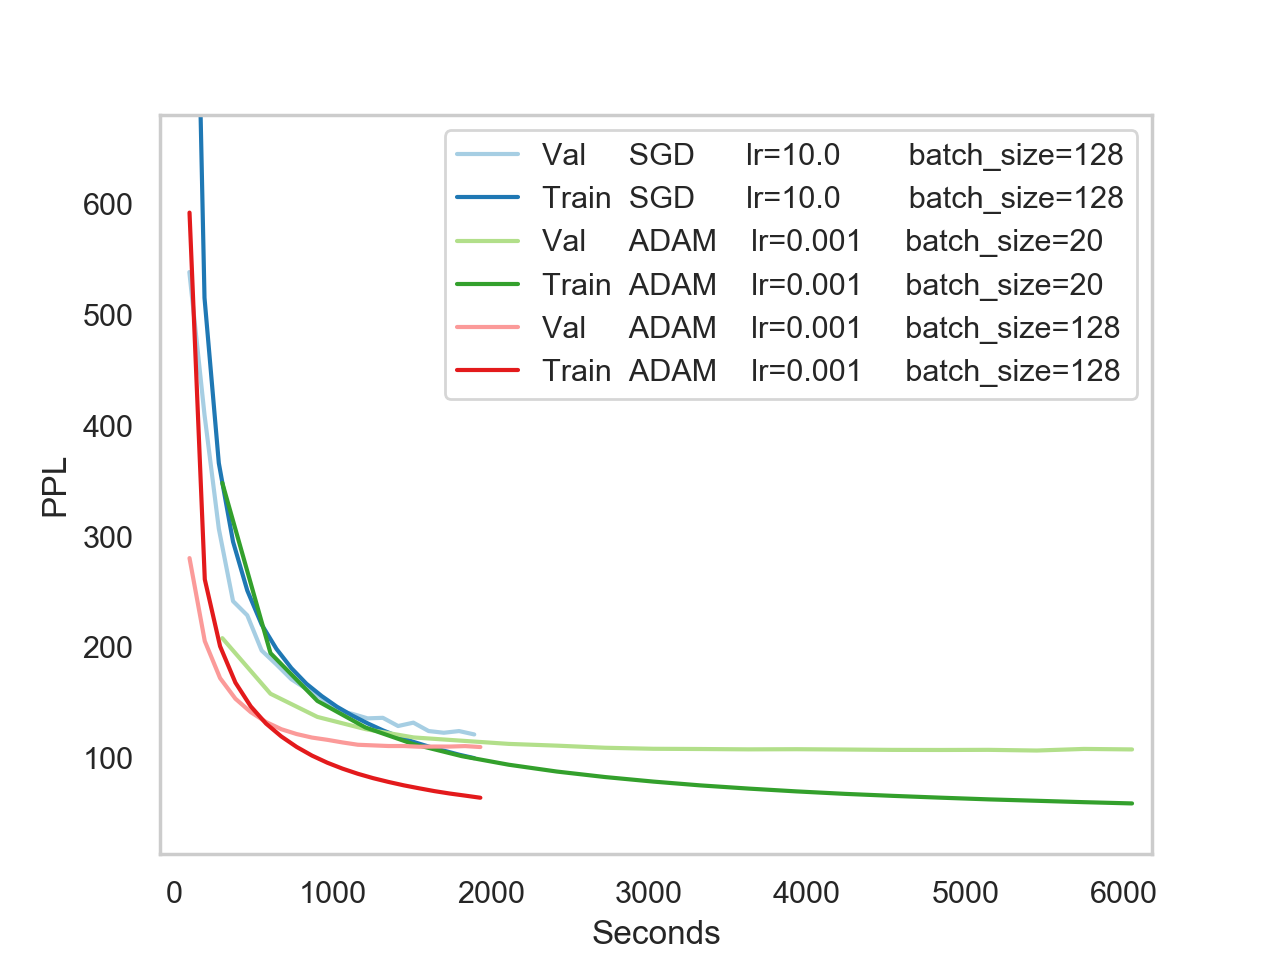 Val SGD lr=10.0 batch_size=128
Train SGD lr=10.0 batch_size=128
Val ADAM lr=0.001 batch_size=20
Train ADAM lr=0.001 batch_size=20
Val ADAM lr=0.001 batch_size=128
Train ADAM lr=0.001 batch_size=128
600
500
400
300
200
100
PPL
0 1000 2000 3000 4000 5000 6000
Seconds